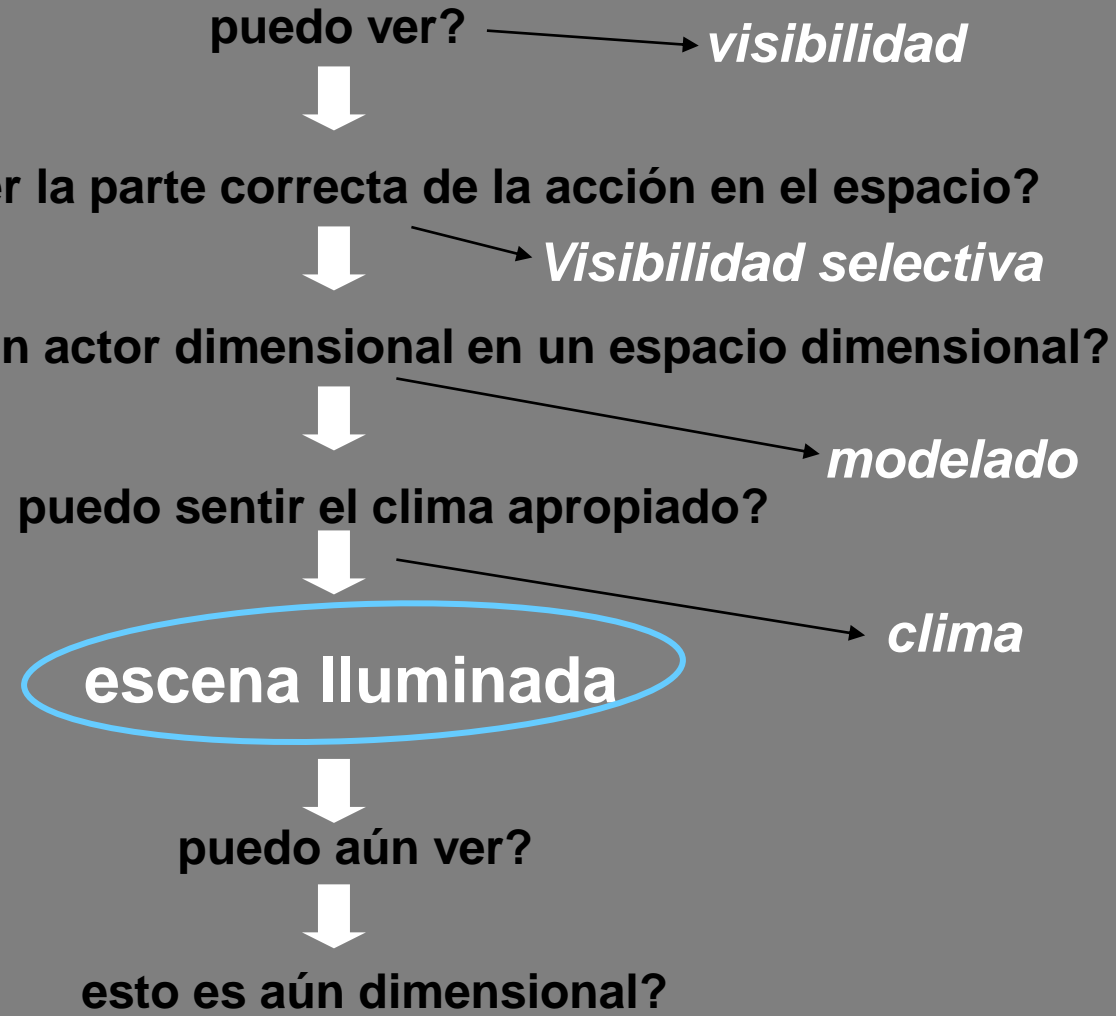 puedo ver?
visibilidad
r la parte correcta de la acción en el espacio?
Visibilidad selectiva
n actor dimensional en un espacio dimensional?
modelado
puedo sentir el clima apropiado?
clima
escena Iluminada
puedo aún ver?
esto es aún dimensional?